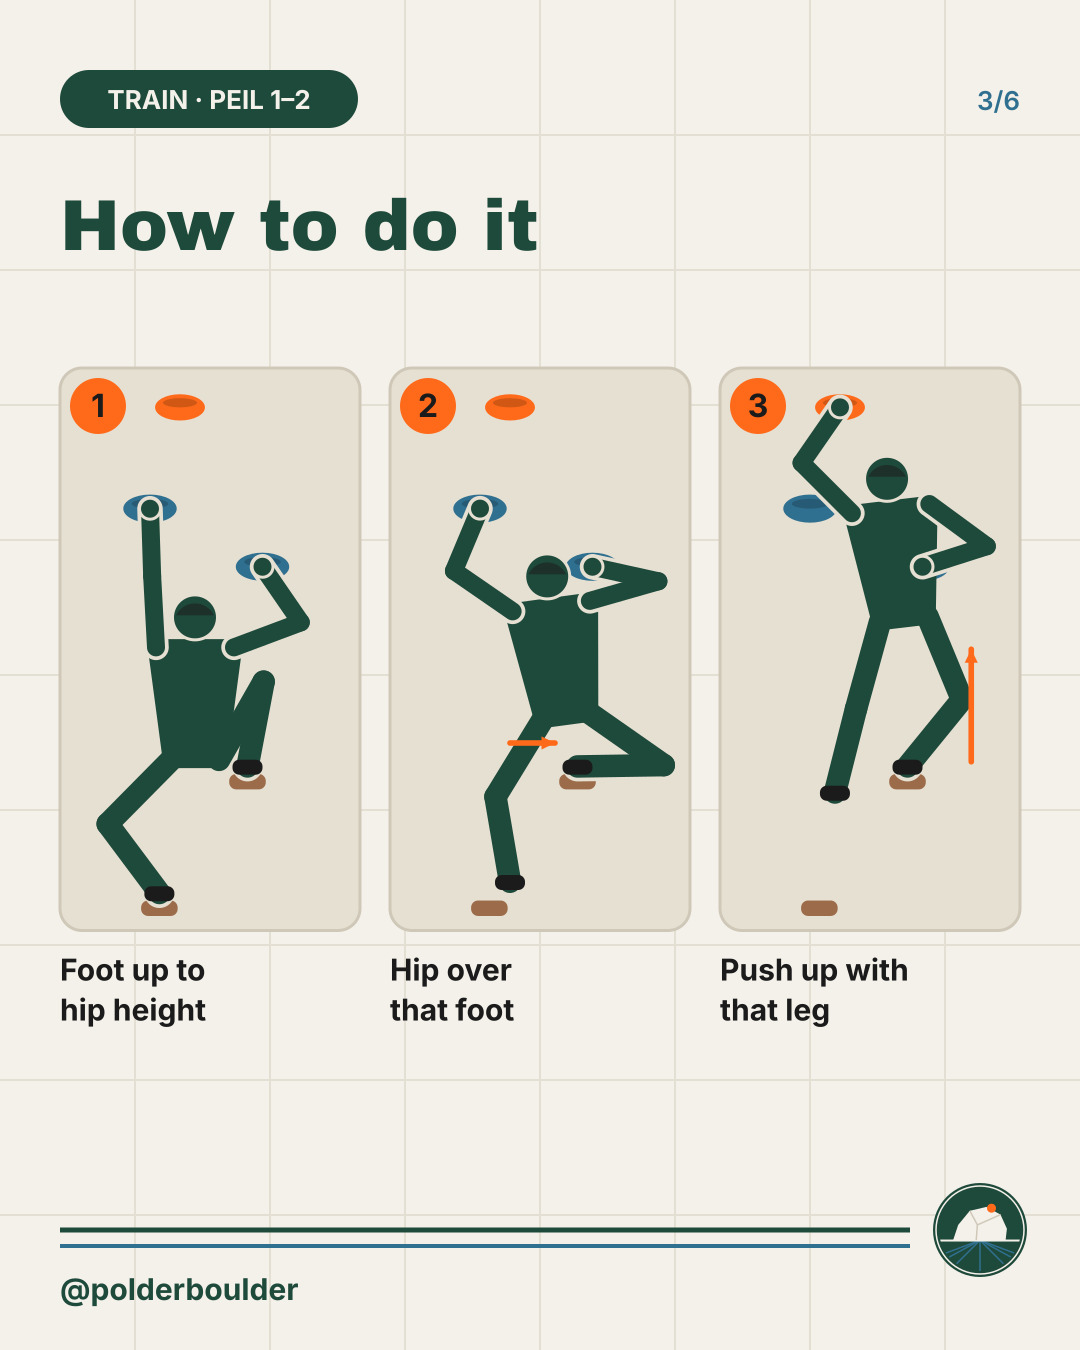 TRAIN · PEIL 1–2
3/6
How to do it
1
2
3
Foot up to
hip height
Hip over
that foot
Push up with
that leg
@polderboulder